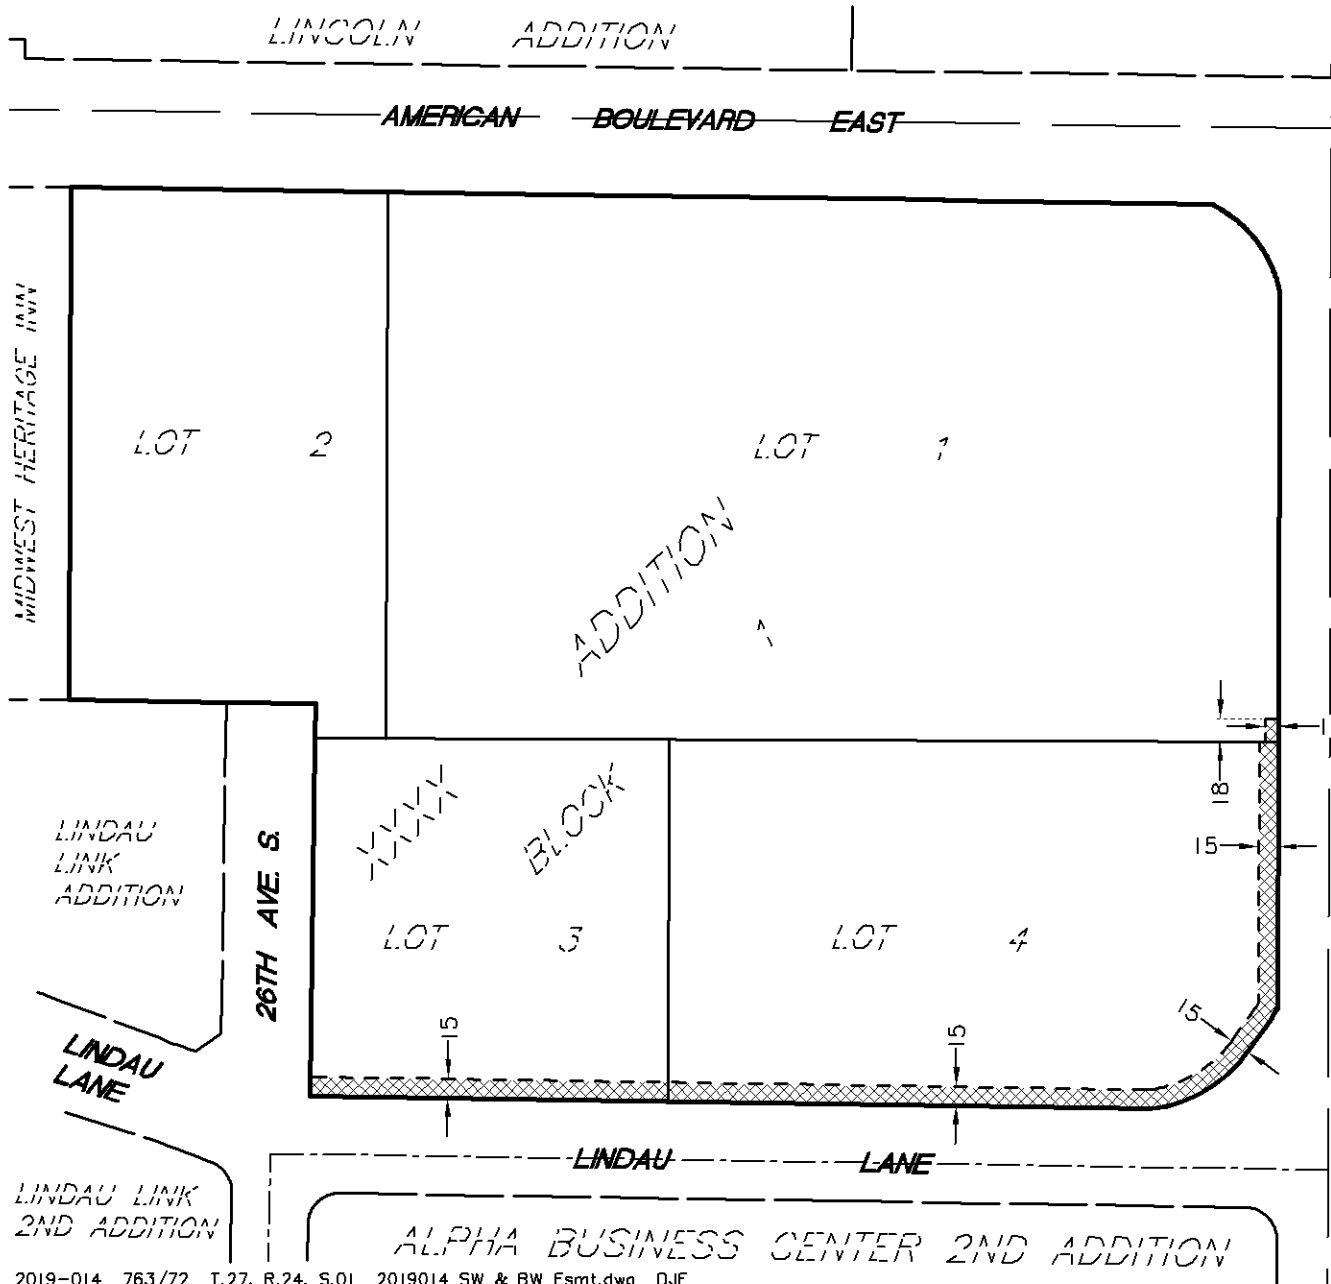 LINCOLN ADDITION
AMERICAN BOULEVARD EAST
MIDWEST HERITAGE INN
LOT 2
LOT 1
ADDITION
1
18
15
XXXX
BLOCK
LINDAU
LINK
ADDITION
26TH AVE. S.
LOT 3
LOT 4
15
15
15
LINDAU
LANE
LINDAU LANE
LINDAU LINK
2ND ADDITION
ALPHA BUSINESS CENTER 2ND ADDITION
2019-014 763/72 T.27, R.24, S.01 2019014 SW & BW Esmt.dwg DJF